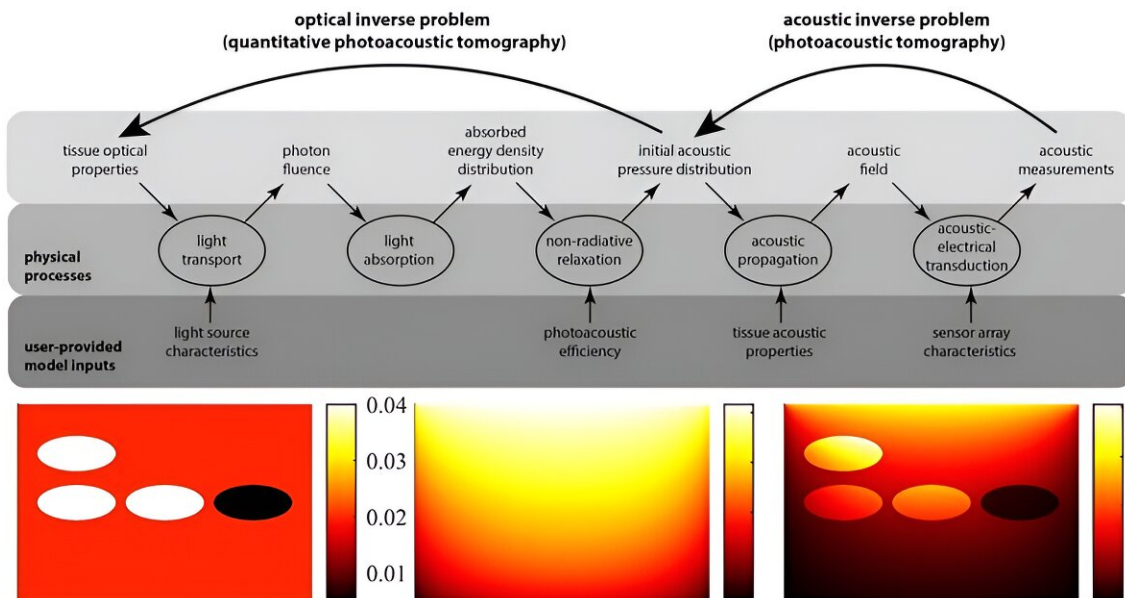 optical inverse problem
(quantitative photoacoustic tomography)
acoustic inverse problem
(photoacoustic tomography)
tissue optical
properties
photon
fluence
absorbed
energy density
distribution
initial acoustic
pressure distribution
acoustic
field
acoustic
measurements
physical
processes
light
transport
light
absorption
non-radiative
relaxation
acoustic
propagation
acoustic-
electrical
transduction
user-provided
model inputs
light source
characteristics
photoacoustic
efficiency
tissue acoustic
properties
sensor array
characteristics
0.04
0.03
0.02
0.01